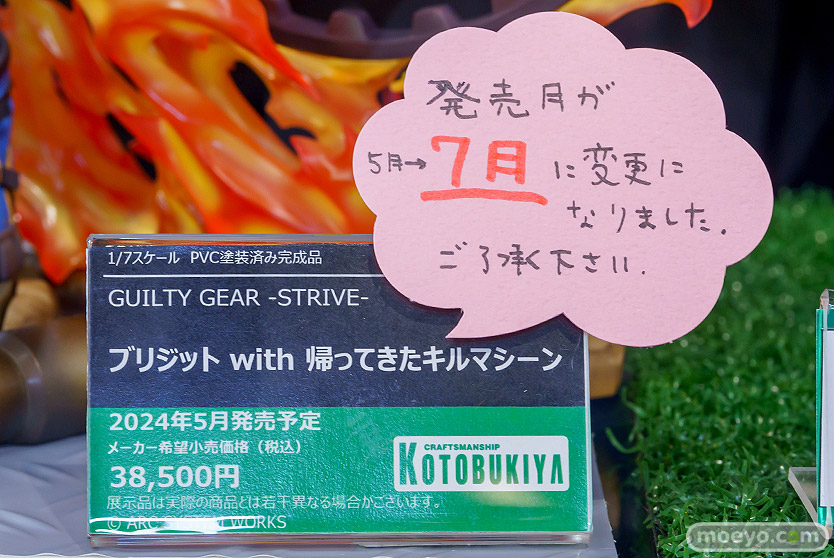 発売月が
5月→7月に変更に
なりました.
ご了承下さい.
1/7スケール PVC塗装済み完成品
GUILTY GEAR -STRIVE-
ブリジット with 帰ってきたキルマシーン
2024年5月発売予定
メーカー希望小売価格（税込）
38,500円
CRAFTSMANSHIP
KOTOBUKIYA
展示品は実際の商品とは若干異なる場合がございます。
© ARC SYSTEM WORKS
moeyo.com